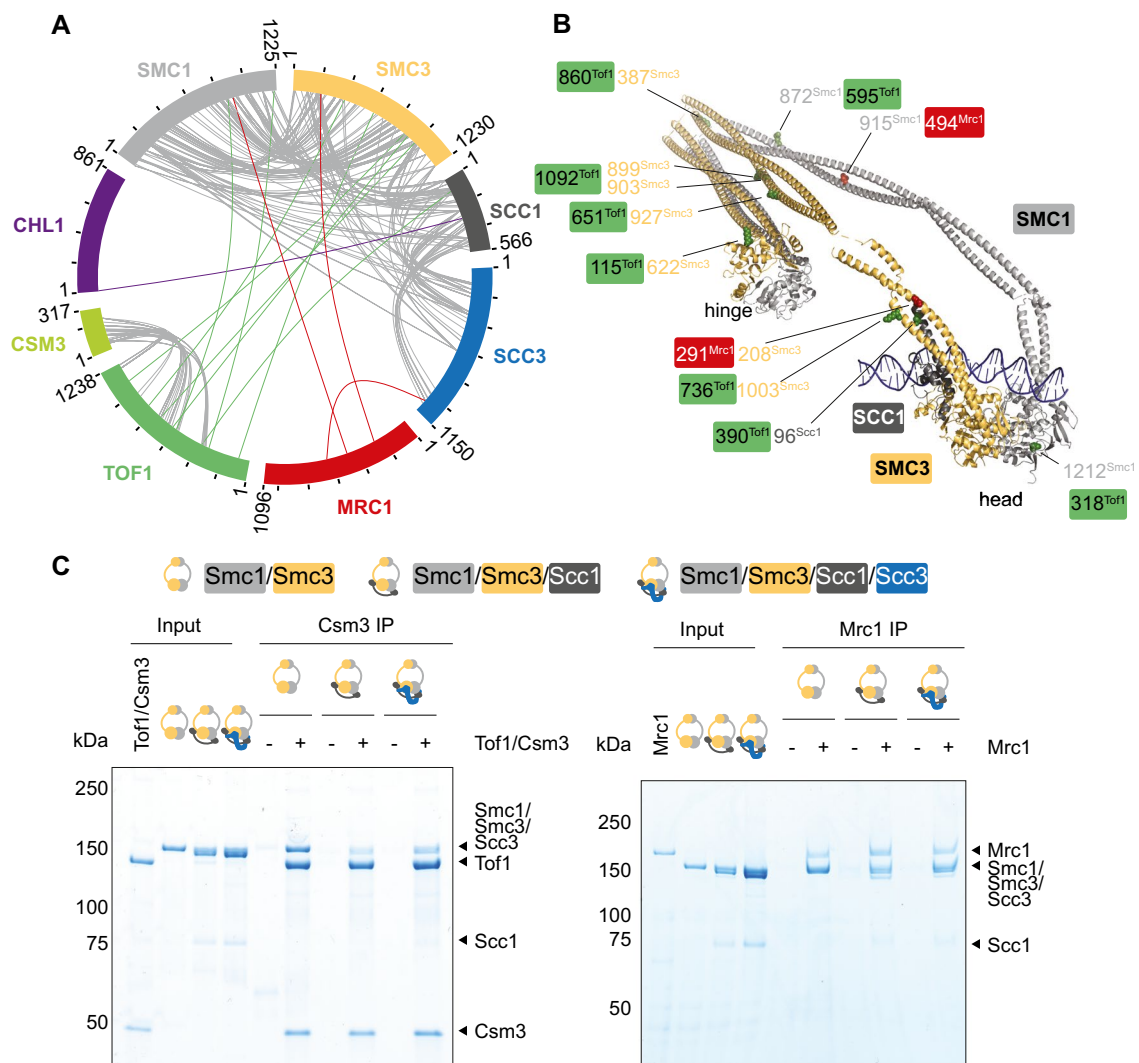 A
SMC1
1225
1
SMC3
1230
1
SCC1
566
1
SCC3
1150
1
MRC1
1096
1
TOF1
1238
1
CSM3
317
1
CHL1
861
1
B
860Tof1 387Smc3
872Smc1 595Tof1
915Smc1 494Mrc1
1092Tof1 899Smc3
903Smc3
651Tof1 927Smc3
115Tof1 622Smc3
SMC1
hinge
291Mrc1 208Smc3
736Tof1 1003Smc3
390Tof1 96Scc1
SCC1
SMC3
head
1212Smc1
318Tof1
C
Smc1/Smc3
Smc1/Smc3/Scc1
Smc1/Smc3/Scc1/Scc3
Input
Csm3 IP
Tof1/Csm3
kDa
- + - + - + Tof1/Csm3
250
150
100
75
50
Smc1/
Smc3/
Scc3
Tof1
Scc1
Csm3
Input
Mrc1 IP
Mrc1
kDa
- + - + - + Mrc1
250
150
100
75
50
Mrc1
Smc1/
Smc3/
Scc3
Scc1